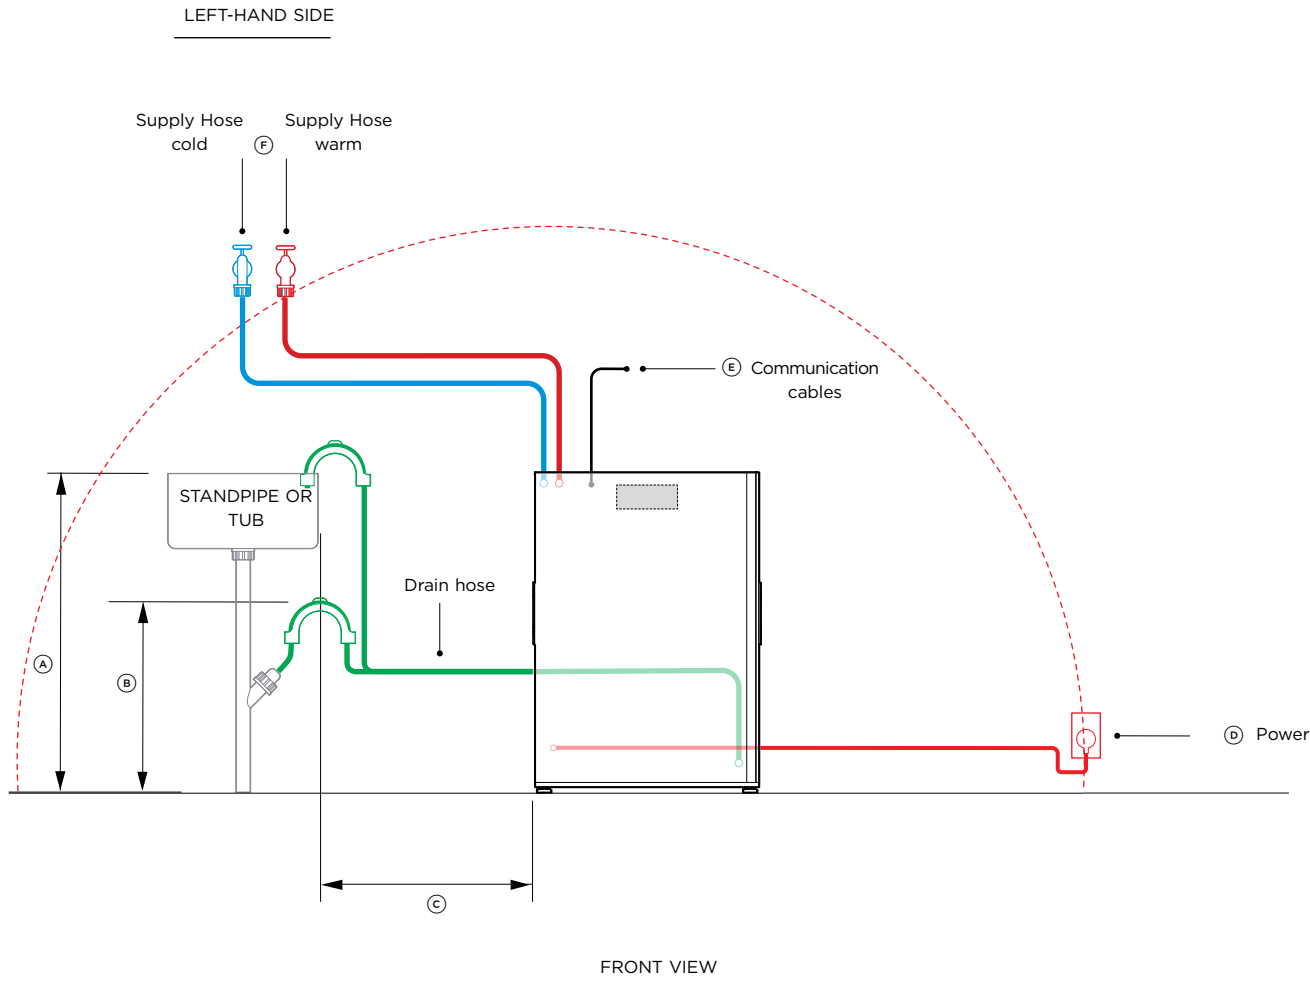 LEFT-HAND SIDE
Supply Hose
cold
F
Supply Hose
warm
E
Communication
cables
STANDPIPE OR
TUB
Drain hose
A
B
D
Power
C
FRONT VIEW